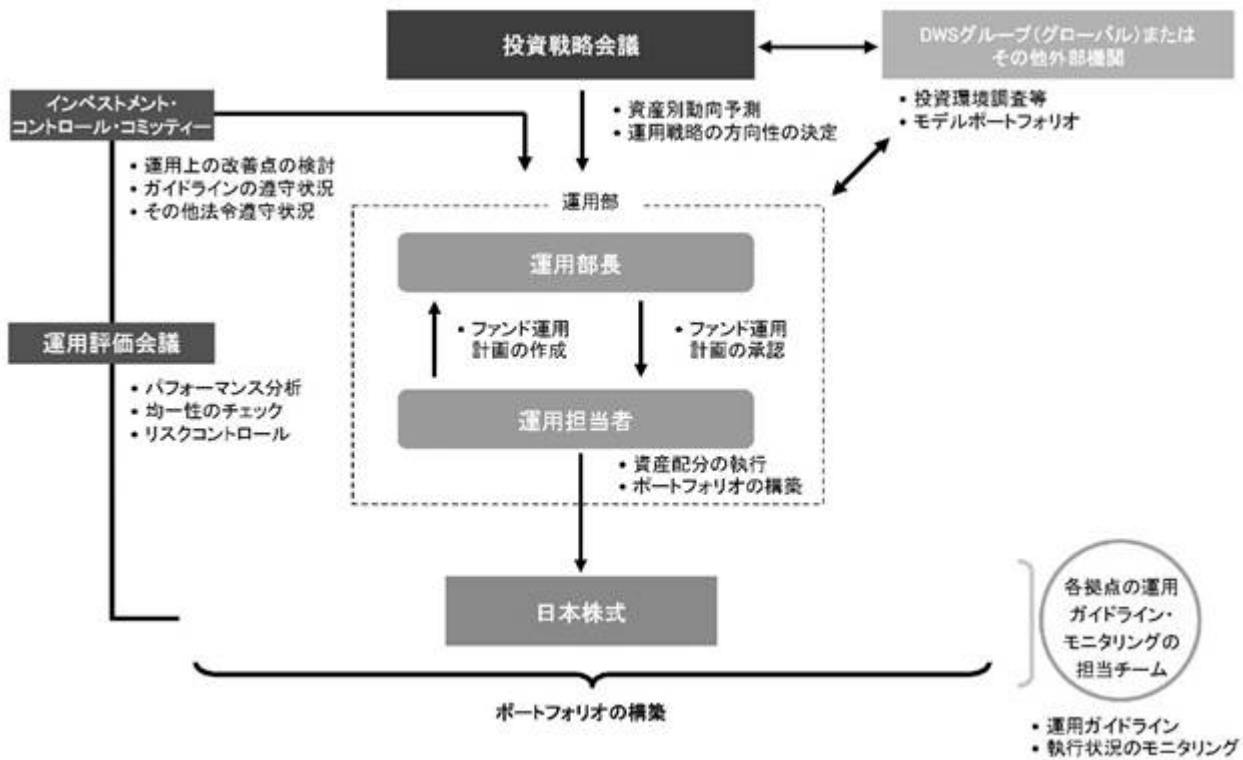 投資戦略会議
DWSグループ(グローバル)または
その他外部機関
• 投資環境調査等
• モデルポートフォリオ
• 資産別動向予測
• 運用戦略の方向性の決定
インベストメント・
コントロール・コミッティー
• 運用上の改善点の検討
• ガイドラインの遵守状況
• その他法令遵守状況
運用部
運用部長
• ファンド運用
計画の作成
• ファンド運用
計画の承認
運用評価会議
• パフォーマンス分析
• 均一性のチェック
• リスクコントロール
運用担当者
• 資産配分の執行
• ポートフォリオの構築
日本株式
各拠点の運用
ガイドライン・
モニタリングの
担当チーム
ポートフォリオの構築
• 運用ガイドライン
• 執行状況のモニタリング